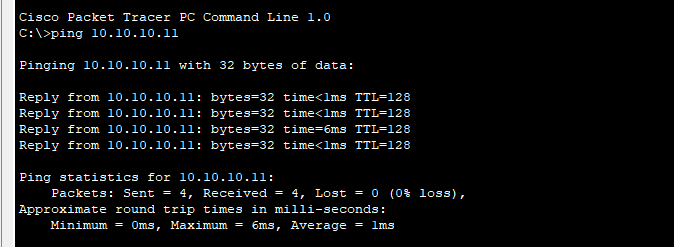 Cisco Packet Tracer PC Command Line 1.0
C:\>ping 10.10.10.11

Pinging 10.10.10.11 with 32 bytes of data:

Reply from 10.10.10.11: bytes=32 time<1ms TTL=128
Reply from 10.10.10.11: bytes=32 time<1ms TTL=128
Reply from 10.10.10.11: bytes=32 time=6ms TTL=128
Reply from 10.10.10.11: bytes=32 time<1ms TTL=128

Ping statistics for 10.10.10.11:
    Packets: Sent = 4, Received = 4, Lost = 0 (0% loss),
Approximate round trip times in milli-seconds:
    Minimum = 0ms, Maximum = 6ms, Average = 1ms